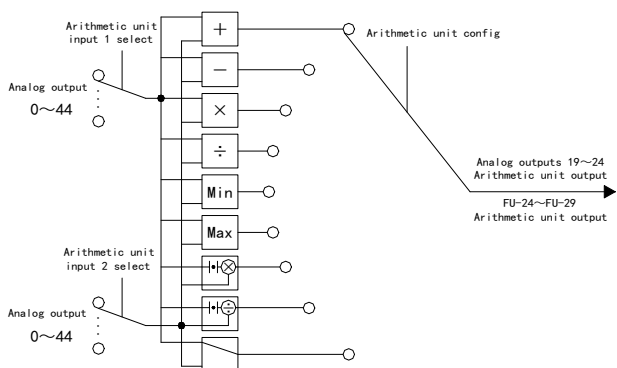 Arithmetic unit
input 1 select
Analog output
0～44
+
−
×
÷
Min
Max
Arithmetic unit
input 2 select
Analog output
0～44
Arithmetic unit config
Analog outputs 19～24
Arithmetic unit output
FU-24～FU-29
Arithmetic unit output